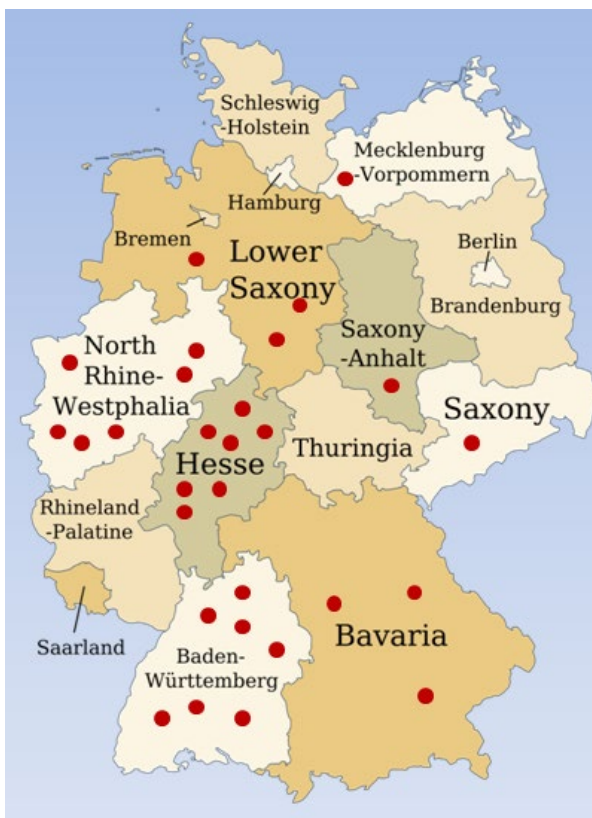 Schleswig
-Holstein
Mecklenburg
-Vorpommern
Hamburg
Bremen
Lower
Saxony
Berlin
Brandenburg
Saxony
-Anhalt
North
Rhine-
Westphalia
Saxony
Hesse
Thuringia
Rhineland
-Palatine
Saarland
Bavaria
Baden-
Württemberg